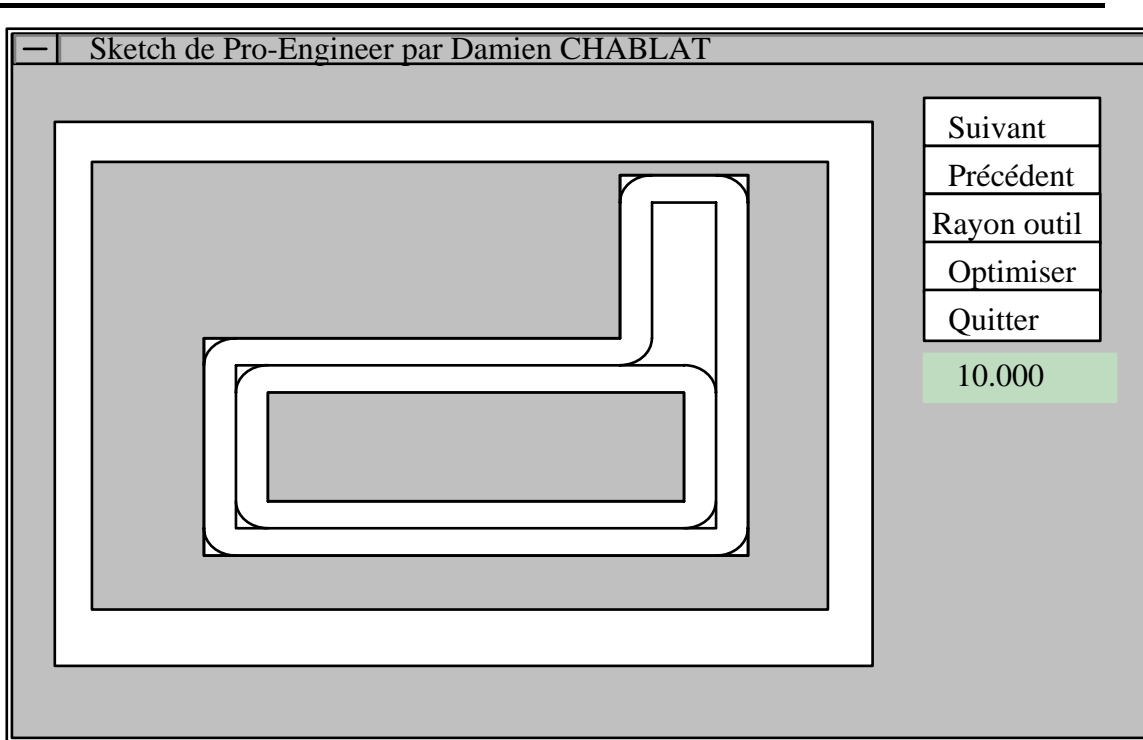 Sketch de Pro-Engineer par Damien CHABLAT
Suivant
Précédent
Rayon outil
Optimiser
Quitter
10.000